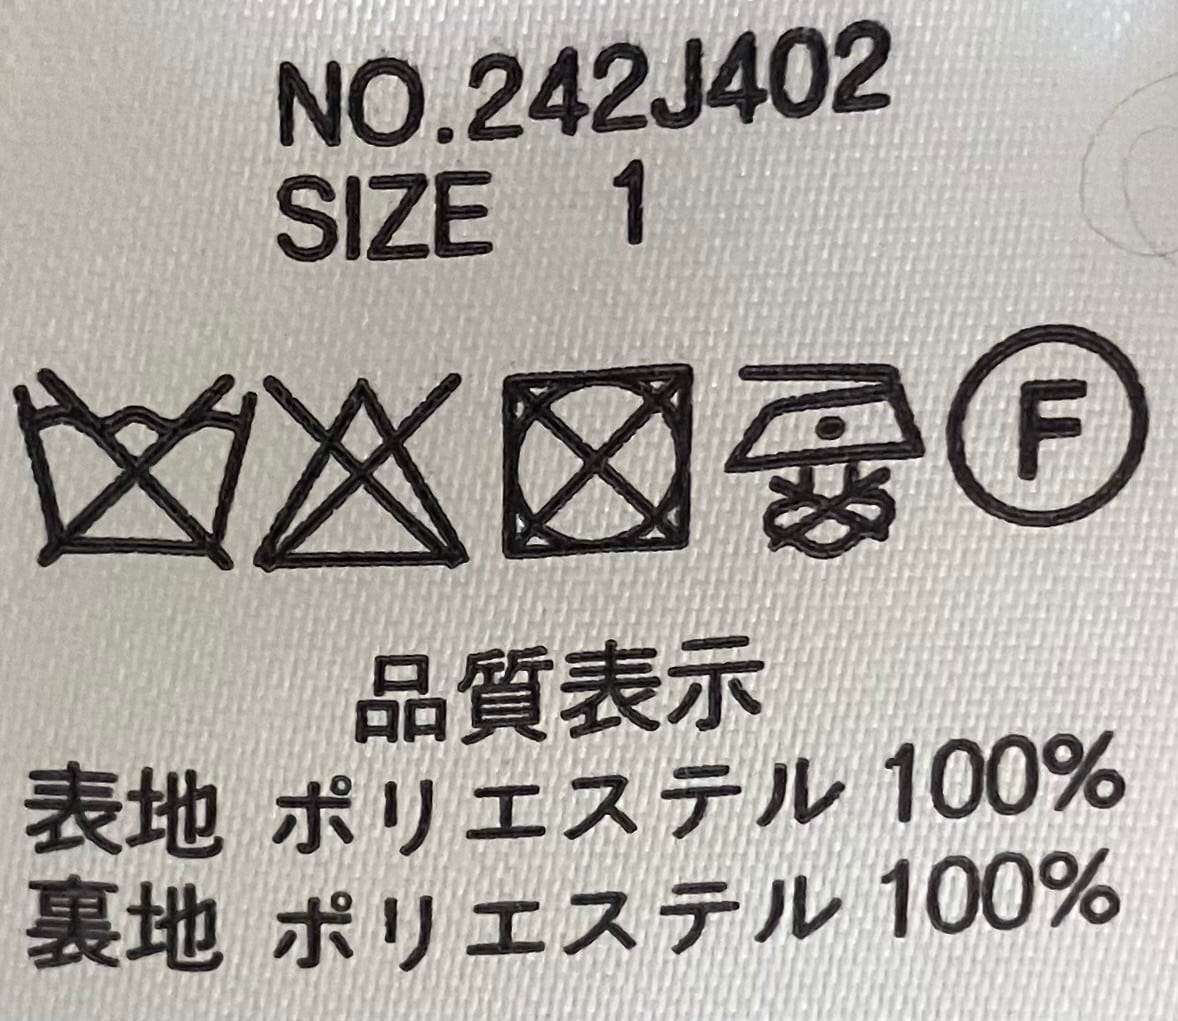 NO.242J402
SIZE 1
F
品質表示
表地 ポリエステル 100%
裏地 ポリエステル 100%